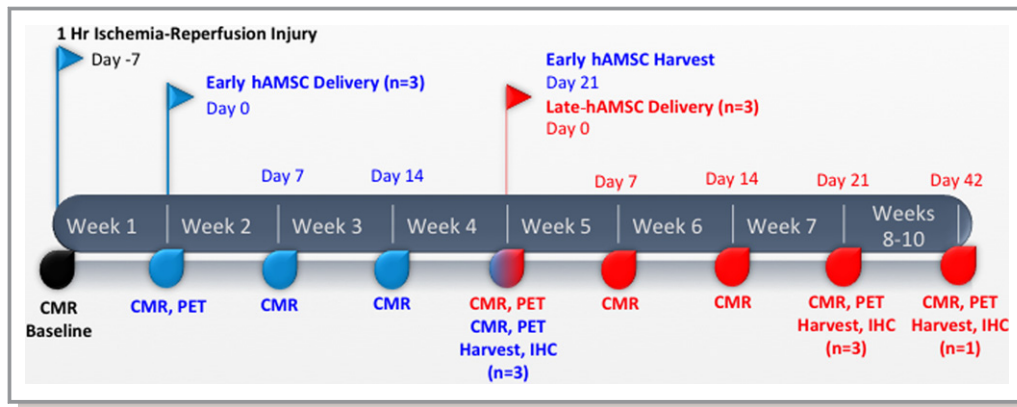 1 Hr Ischemia-Reperfusion Injury
Day -7
Early hAMSC Delivery (n=3)
Day 0
Early hAMSC Harvest
Day 21
Late-hAMSC Delivery (n=3)
Day 0
Day 7
Day 14
Day 7
Day 14
Day 21
Day 42
Week 1
Week 2
Week 3
Week 4
Week 5
Week 6
Week 7
Weeks
8-10
CMR
Baseline
CMR, PET
CMR
CMR
CMR, PET
CMR, PET
Harvest, IHC
(n=3)
CMR
CMR
CMR, PET
Harvest, IHC
(n=3)
CMR, PET
Harvest, IHC
(n=1)